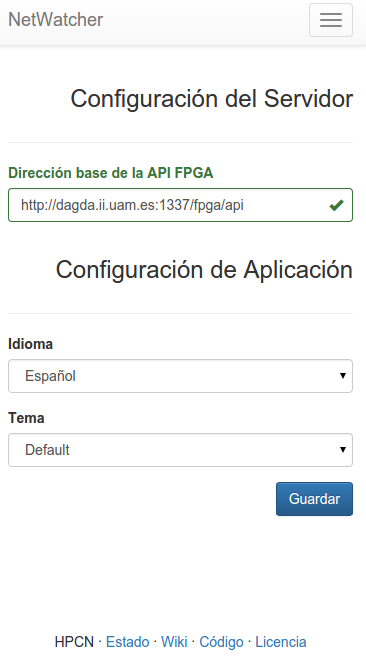 NetWatcher
Configuración del Servidor
Dirección base de la API FPGA
http://dagda.ii.uam.es:1337/fpga/api
Configuración de Aplicación
Idioma
Español
Tema
Default
Guardar
HPCN · Estado · Wiki · Código · Licencia